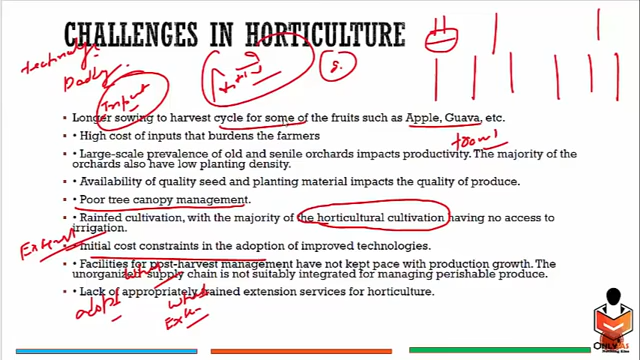 CHALLENGES IN HORTICULTURE
technology
Input
Longer sowing to harvest cycle for some of the fruits such as Apple, Guava, etc.
• High cost of inputs that burdens the farmers
• Large-scale prevalence of old and senile orchards impacts productivity. The majority of the
orchards also have low planting density.
• Availability of quality seed and planting material impacts the quality of produce.
• Poor tree canopy management.
• Rainfed cultivation, with the majority of the horticultural cultivation having no access to
irrigation.
• Initial cost constraints in the adoption of improved technologies.
• Facilities for post-harvest management have not kept pace with production growth. The
unorganized supply chain is not suitably integrated for managing perishable produce.
• Lack of appropriately trained extension services for horticulture.
adopt
ONLY IAS